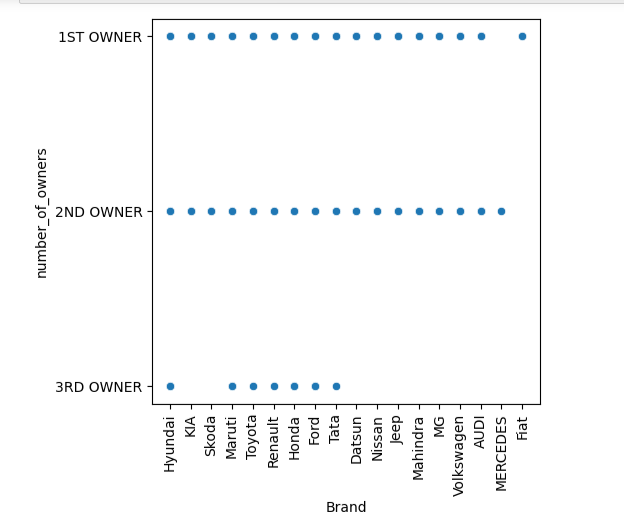 1ST OWNER
2ND OWNER
3RD OWNER
number_of_owners
Hyundai
KIA
Skoda
Maruti
Toyota
Renault
Honda
Ford
Tata
Datsun
Nissan
Jeep
Mahindra
MG
Volkswagen
AUDI
MERCEDES
Fiat
Brand